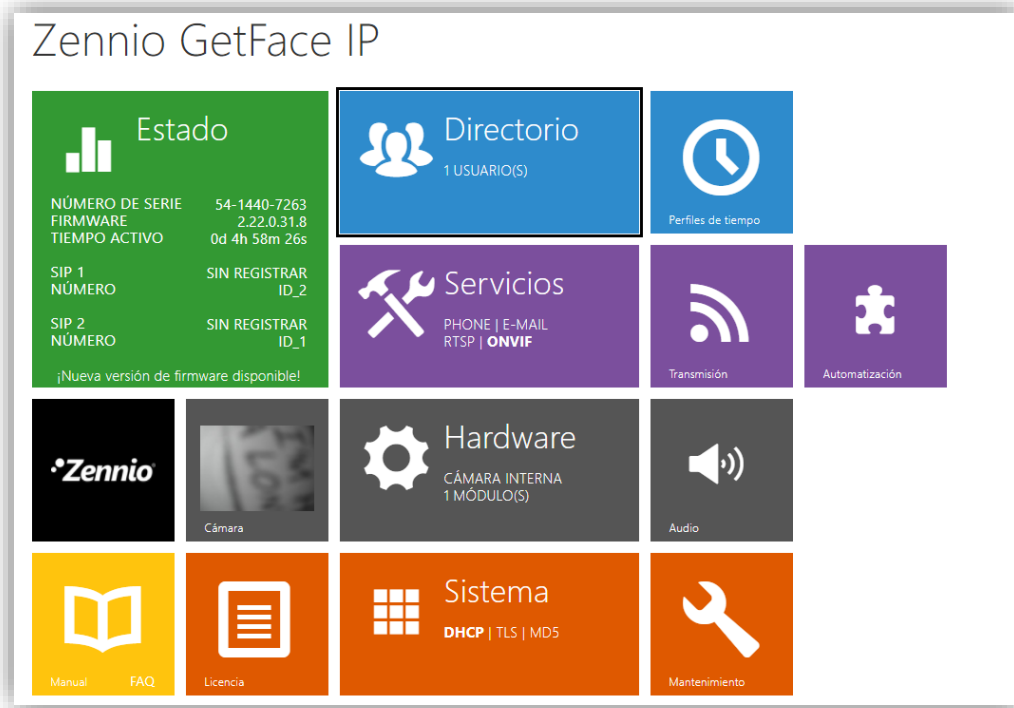 Zennio GetFace IP
Estado
NÚMERO DE SERIE 54-1440-7263
FIRMWARE 2.22.0.31.8
TIEMPO ACTIVO 0d 4h 58m 26s
SIP 1 SIN REGISTRAR
NÚMERO ID_2
SIP 2 SIN REGISTRAR
NÚMERO ID_1
¡Nueva versión de firmware disponible!
Directorio
1 USUARIO(S)
Perfiles de tiempo
Servicios
PHONE | E-MAIL
RTSP | ONVIF
Transmisión
Automatización
Zennio
Cámara
Hardware
CÁMARA INTERNA
1 MÓDULO(S)
Audio
Manual FAQ
Licencia
Sistema
DHCP | TLS | MD5
Mantenimiento